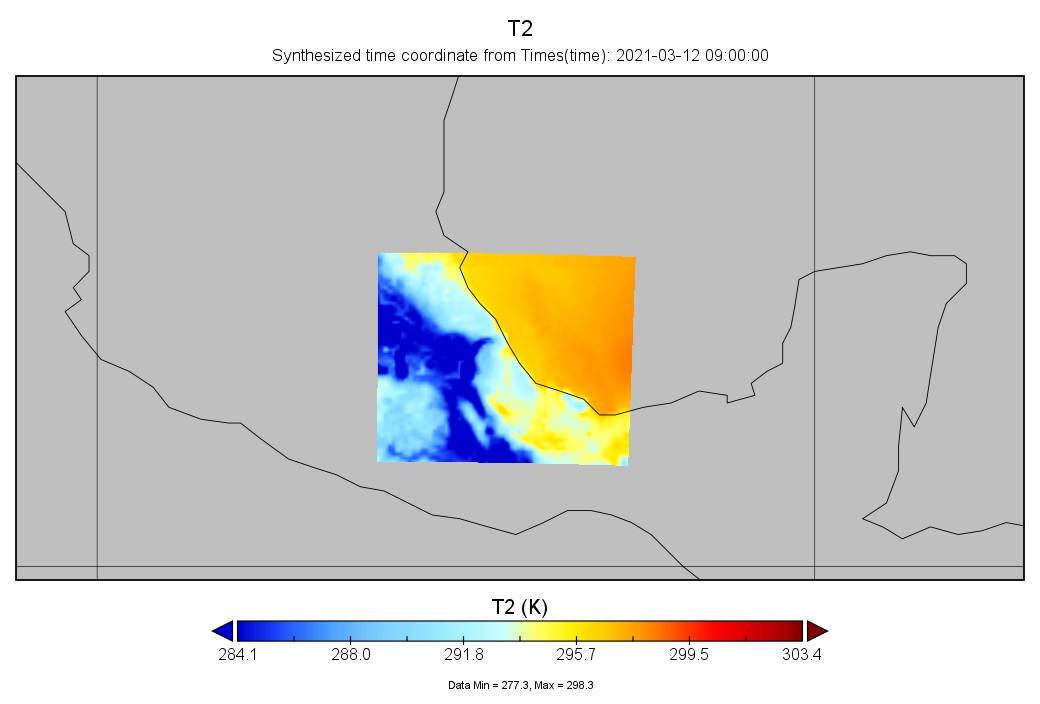 T2
Synthesized time coordinate from Times(time): 2021-03-12 09:00:00
T2 (K)
284.1 288.0 291.8 295.7 299.5 303.4
Data Min = 277.3, Max = 298.3